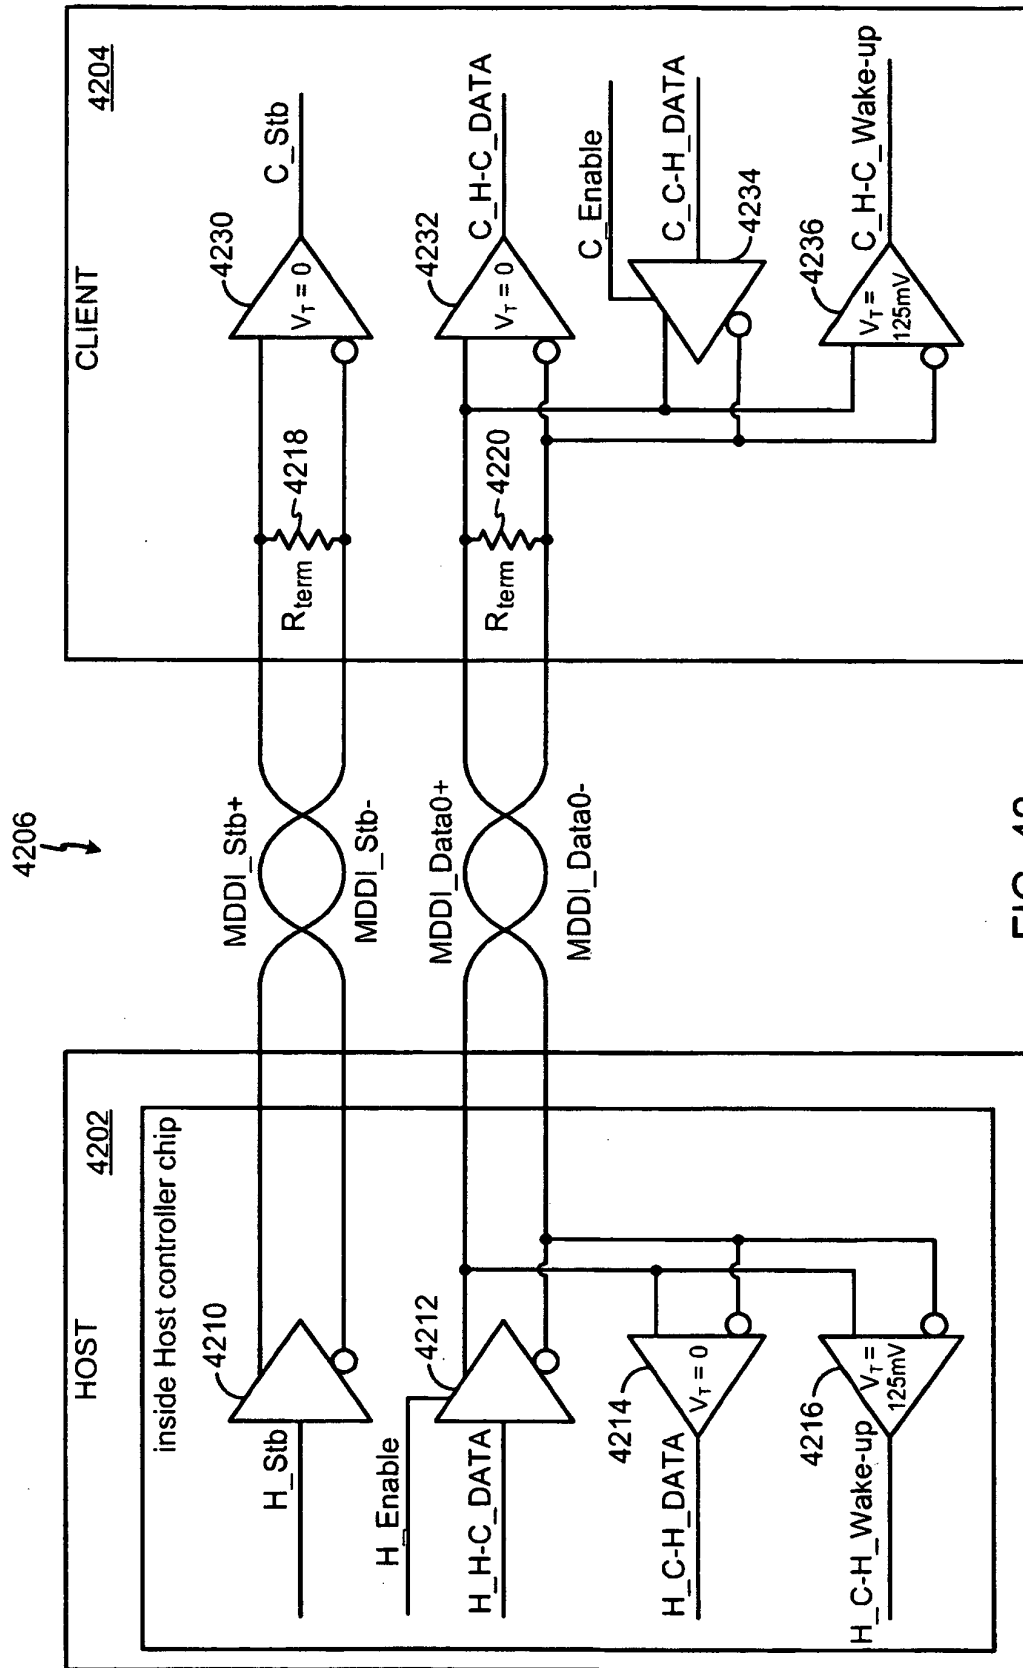 4206
HOST
4202
inside Host controller chip
H_Stb
4210
H_Enable
4212
H_H-C_DATA
4214
V_T = 0
H_C-H_DATA
4216
V_T =
125mV
H_C-H_Wake-up
MDDI_Stb+
MDDI_Stb-
MDDI_Data0+
MDDI_Data0-
CLIENT
4204
4218
R_term
4230
V_T = 0
C_Stb
4220
R_term
4232
V_T = 0
C_H-C_DATA
C_Enable
C_C-H_DATA
4234
4236
V_T =
125mV
C_H-C_Wake-up